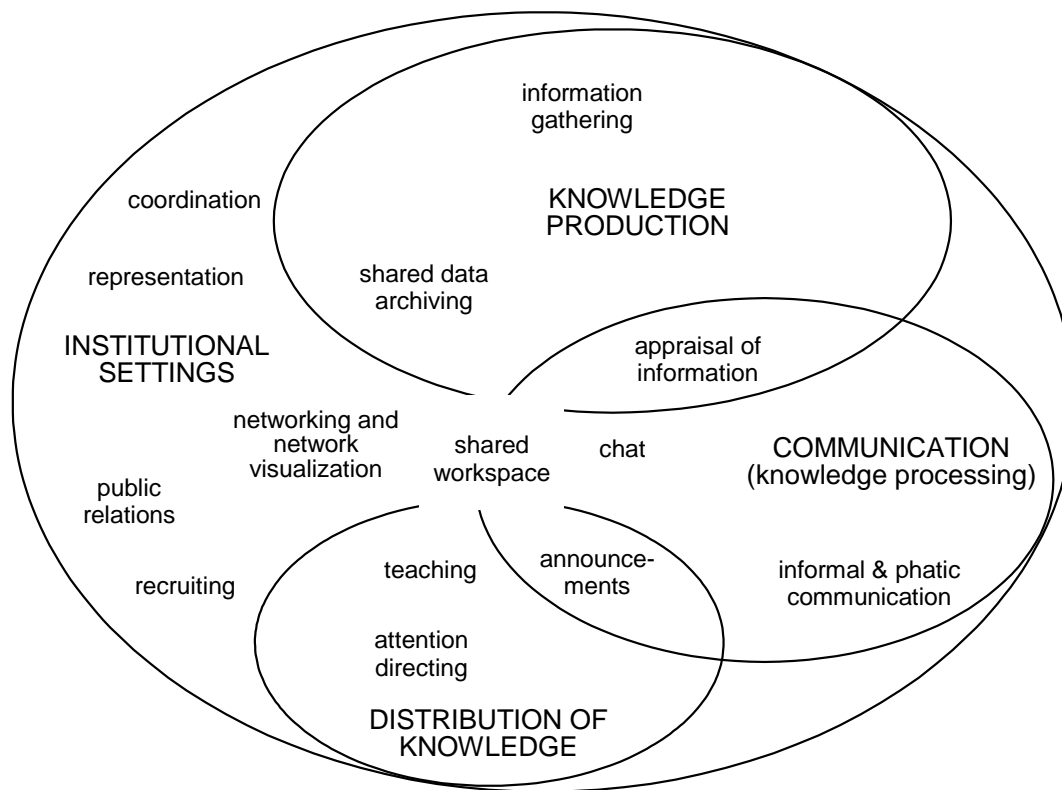 information
gathering
coordination
KNOWLEDGE
PRODUCTION
representation
shared data
archiving
INSTITUTIONAL
SETTINGS
appraisal of
information
networking and
network
visualization
shared
workspace
chat
COMMUNICATION
(knowledge processing)
public
relations
recruiting
teaching
announce-
ments
informal & phatic
communication
attention
directing
DISTRIBUTION OF
KNOWLEDGE